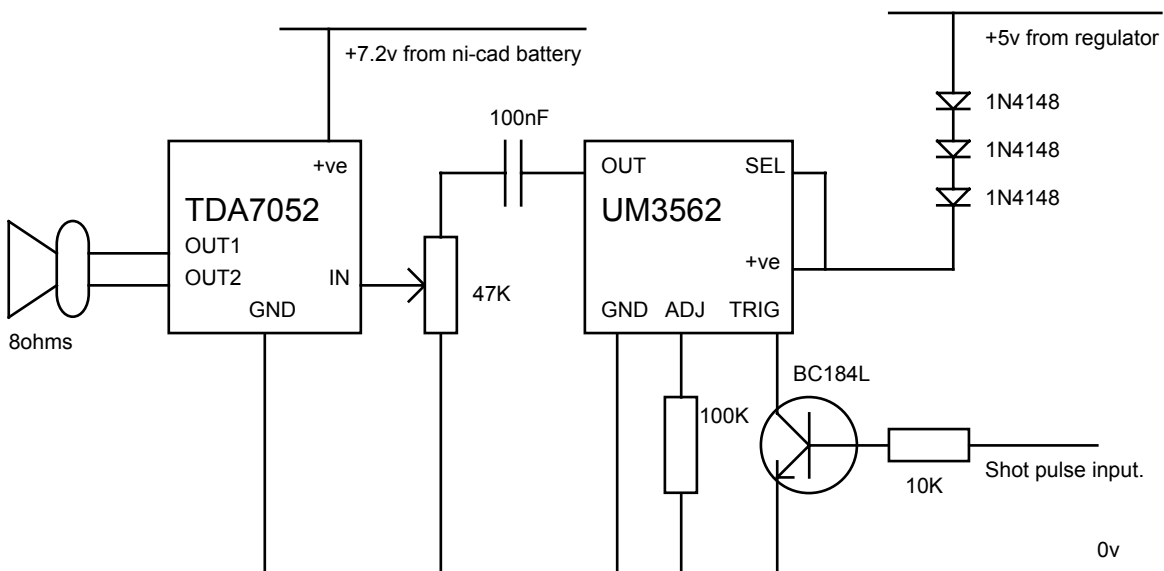 +5v from regulator
+7.2v from ni-cad battery
1N4148
100nF
1N4148
+ve
OUT
SEL
1N4148
TDA7052
UM3562
OUT1
+ve
OUT2
IN
47K
GND
GND
ADJ
TRIG
8ohms
BC184L
100K
Shot pulse input.
10K
0v